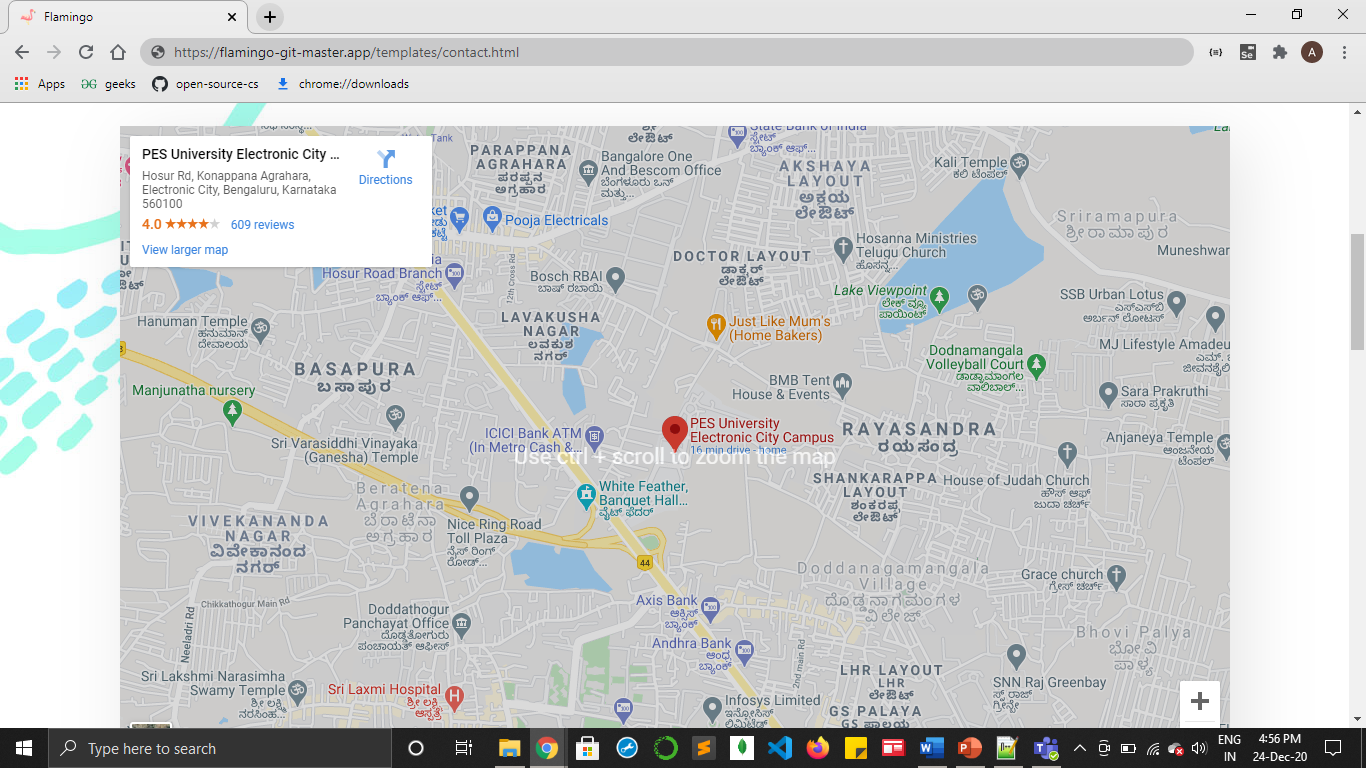 Flamingo
https://flamingo-git-master.app/templates/contact.html
A
Apps
geeks
open-source-cs
chrome://downloads
PES University Electronic City ...
Hosur Rd, Konappana Agrahara,
Electronic City, Bengaluru, Karnataka
560100
4.0
609 reviews
View larger map
Directions
Tank
PARAPPANA
AGRAHARA
ಪರಪ್ಪನ
ಅಗ್ರಹಾರ
ಲೇಔಟ್
Bangalore One
And Bescom Office
ಬೆಂಗಳೂರು ಒನ್
ಮತ್ತು...
State Bank of India
ಸ್ಟೇಟ್
ಬ್ಯಾಂಕ್ ಆಫ್...
AKSHAYA
LAYOUT
ಅಕ್ಷಯ
ಲೇಔಟ್
Kali Temple
ಕಲಿ ಟೆಂಪಲ್
Sriramapura
ಶ್ರೀರಾಮಾಪುರ
Muneshwar
Pooja Electricals
Hosur Road Branch
ಸ್ಟೇಟ್
ಬ್ಯಾಂಕ್ ಆಫ್...
12th Cross Rd
Bosch RBAI
ಬಾಷ್ ರಬಾಯಿ
DOCTOR LAYOUT
ಡಾಕ್ಟರ್
ಲೇಔಟ್
Hosanna Ministries
Telugu Church
ಹೊಸನ್ನ...
Lake Viewpoint
ಲೇಕ್ ವ್ಯೂ
ಪಾಯಿಂಟ್
SSB Urban Lotus
ಎಸ್ಎಸ್‌ಬಿ
ಅರ್ಬನ್ ಲೋಟಸ್
Hanuman Temple
ಹನುಮಾನ್
ದೇವಾಲಯ
LAVAKUSHA
NAGAR
ಲವಕುಶ
ನಗರ್
Just Like Mum's
(Home Bakers)
Dodnamangala
Volleyball Court
ಡಾಡ್ನಾಮಾಂಗಲ
ವಾಲಿಬಾಲ್...
MJ Lifestyle Amadeu
ಎಮ್.
ಜೀವನಶೈಲಿ
BASAPURA
ಬಸಾಪುರ
Manjunatha nursery
BMB Tent
House & Events
Sara Prakruthi
ಸಾರಾ ಪ್ರಕೃತಿ
Sri Varasiddhi Vinayaka
(Ganesha) Temple
ICICI Bank ATM
(In Metro Cash &...
PES University
Electronic City Campus
16 min drive - home
Use ctrl + scroll to zoom the map
RAYASANDRA
ರಯಸಂದ್ರ
Anjaneya Temple
ಆಂಜನೇಯ
ಟೆಂಪಲ್
White Feather,
Banquet Hall...
ವೈಟ್ ಫೆದರ್
SHANKARAPPA
LAYOUT
ಶಂಕರಪ್ಪ
ಲೇಔಟ್
House of Judah Church
ಹೌಸ್ ಆಫ್
ಜುದಾ ಚರ್ಚ್
Beratena
Agrahara
ಬೆರಾಟೆನಾ
ಅಗ್ರಹಾರ
VIVEKANANDA
NAGAR
ವಿವೇಕಾನಂದ
ನಗರ್
Nice Ring Road
Toll Plaza
ನೈಸ್ ರಿಂಗ್
ರೋಡ್...
44
Doddanagamangala
Village
ದೊಡ್ಡನಾಗಮಂಗಳ
ವಿಲೇಜ್
Grace church
ಗ್ರೇಸ್ ಚರ್ಚ್
Chikkathogur Main Rd
Neeladri Rd
Doddathogur
Panchayat Office
ದೊಡ್ಡತೋಗುರು
ಪಂಚಾಯತ್ ಆಫೀಸ್
Axis Bank
ಆಕ್ಸಿಸ್
ಬ್ಯಾಂಕ್
Andhra Bank
ಆಂಧ್ರ
ಬ್ಯಾಂಕ್
2nd main Rd
Bhovi Palya
ಭೋವಿ
ಪಾಳ್ಯ
LHR LAYOUT
LHR
ಲೇಔಟ್
Sri Lakshmi Narasimha
Swamy Temple
ಶ್ರೀ ಲಕ್ಷ್ಮಿ
ನರಸಿಂಹ...
Sri Laxmi Hospital
ಶ್ರೀ ಲಕ್ಷ್ಮಿ
ಆಸ್ಪತ್ರೆ
Infosys Limited
ಇನ್ಫೋಸಿಸ್
ಲಿಮಿಟೆಡ್
GS PALAYA
SNN Raj Greenbay
ಸ್ನ್ ರಾಜ್
ಗ್ರೀನ್ಬೇ
Type here to search
ENG
IN
4:56 PM
24-Dec-20